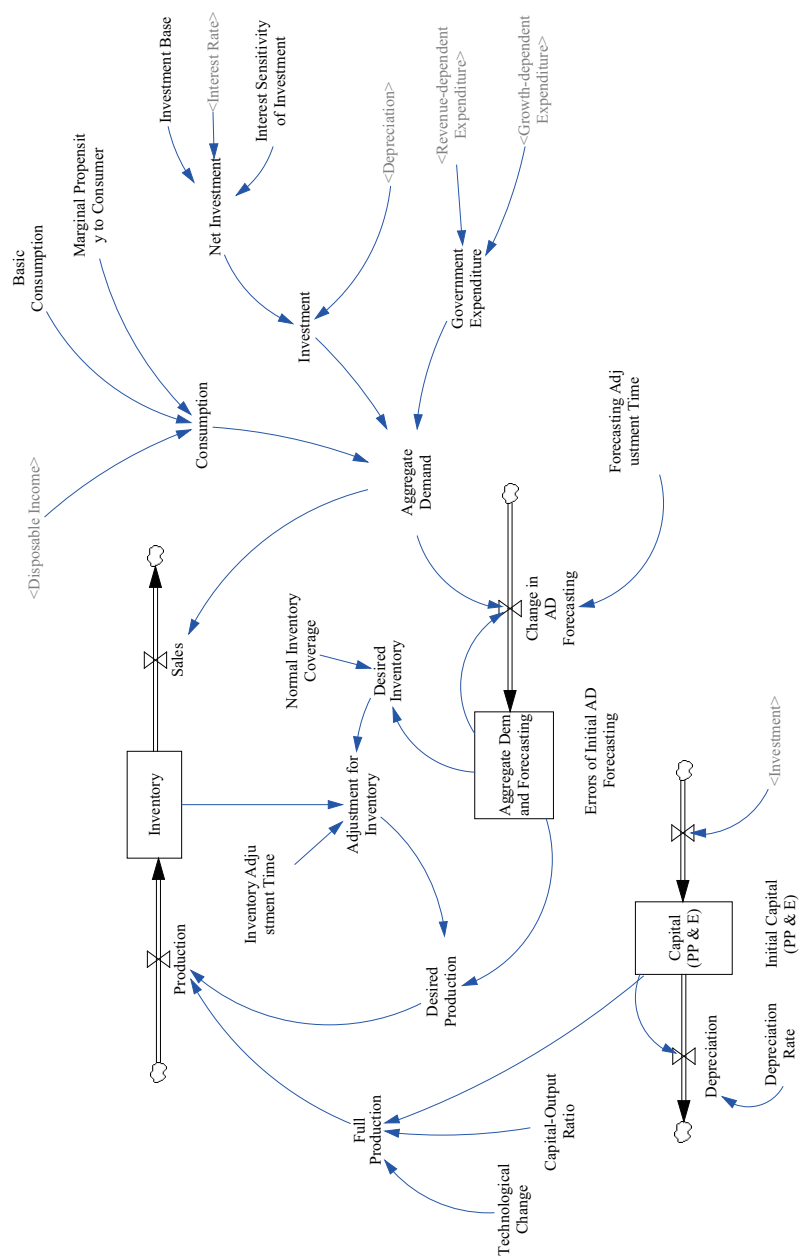 <Disposable Income>
Basic
Consumption
Marginal Propensit
y to Consumer
Investment Base
<Interest Rate>
Interest Sensitivity
of Investment
Consumption
Net Investment
Sales
Investment
<Depreciation>
Inventory
Production
Normal Inventory
Coverage
Aggregate
Demand
Government
Expenditure
<Revenue-dependent
Expenditure>
<Growth-dependent
Expenditure>
Inventory Adju
stment Time
Adjustment for
Inventory
Desired
Inventory
Full
Production
Desired
Production
Aggregate Dem
and Forecasting
Change in
AD
Forecasting
Forecasting Adj
ustment Time
Technological
Change
Capital-Output
Ratio
Errors of Initial AD
Forecasting
Depreciation
Capital
(PP & E)
Depreciation
Rate
Initial Capital
(PP & E)
<Investment>